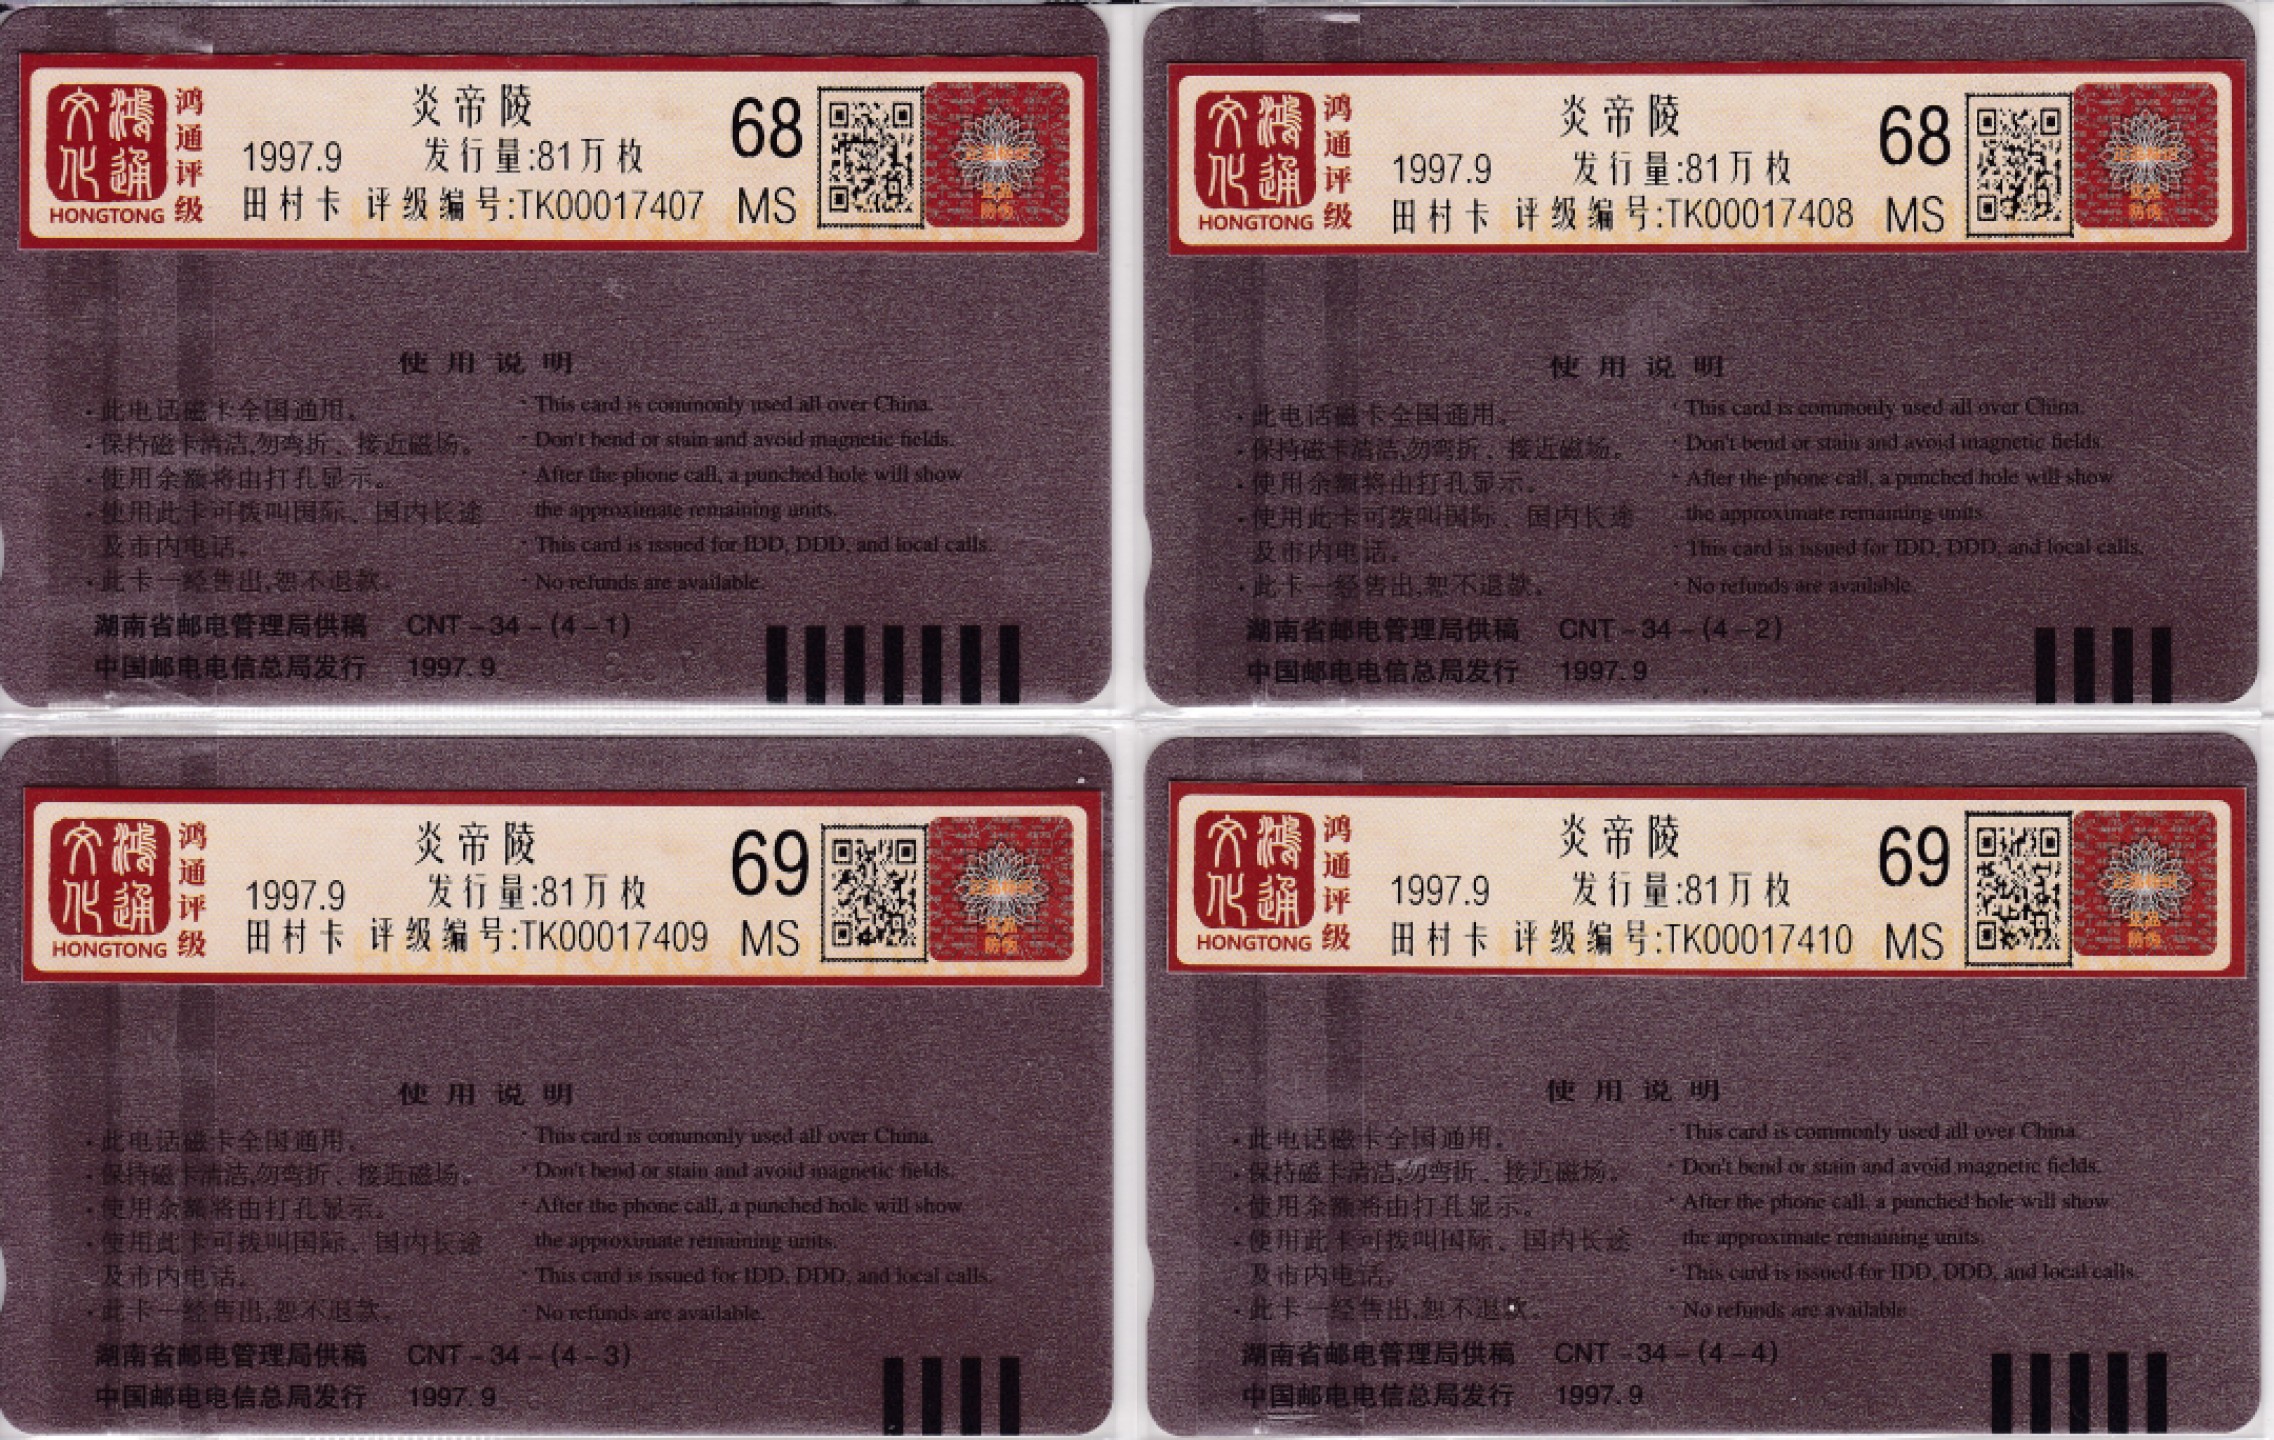 鸿通文化
HONGTONG
鸿通评级
炎帝陵
1997.9 发行量:81万枚
田村卡 评级编号:TK00017407
68
MS
使用说明
·此电话磁卡全国通用。
·保持磁卡清洁,勿弯折、接近磁场。
·使用余额将由打孔显示。
·使用此卡可拨叫国际、国内长途
及市内电话。
·此卡一经售出,恕不退款。
· This card is commonly used all over China.
· Don't bend or stain and avoid magnetic fields.
· After the phone call, a punched hole will show
the approximate remaining units.
· This card is issued for IDD, DDD, and local calls.
· No refunds are available.
湖南省邮电管理局供稿 CNT-34-(4-1)
中国邮电电信总局发行 1997.9
鸿通文化
HONGTONG
鸿通评级
炎帝陵
1997.9 发行量:81万枚
田村卡 评级编号:TK00017408
68
MS
使用说明
·此电话磁卡全国通用。
·保持磁卡清洁,勿弯折、接近磁场。
·使用余额将由打孔显示。
·使用此卡可拨叫国际、国内长途
及市内电话。
·此卡一经售出,恕不退款。
· This card is commonly used all over China.
· Don't bend or stain and avoid magnetic fields.
· After the phone call, a punched hole will show
the approximate remaining units.
· This card is issued for IDD, DDD, and local calls.
· No refunds are available.
湖南省邮电管理局供稿 CNT-34-(4-2)
中国邮电电信总局发行 1997.9
鸿通文化
HONGTONG
鸿通评级
炎帝陵
1997.9 发行量:81万枚
田村卡 评级编号:TK00017409
69
MS
使用说明
·此电话磁卡全国通用。
·保持磁卡清洁,勿弯折、接近磁场。
·使用余额将由打孔显示。
·使用此卡可拨叫国际、国内长途
及市内电话。
·此卡一经售出,恕不退款。
· This card is commonly used all over China.
· Don't bend or stain and avoid magnetic fields.
· After the phone call, a punched hole will show
the approximate remaining units.
· This card is issued for IDD, DDD, and local calls.
· No refunds are available.
湖南省邮电管理局供稿 CNT-34-(4-3)
中国邮电电信总局发行 1997.9
鸿通文化
HONGTONG
鸿通评级
炎帝陵
1997.9 发行量:81万枚
田村卡 评级编号:TK00017410
69
MS
使用说明
·此电话磁卡全国通用。
·保持磁卡清洁,勿弯折、接近磁场。
·使用余额将由打孔显示。
·使用此卡可拨叫国际、国内长途
及市内电话。
·此卡一经售出,恕不退款。
· This card is commonly used all over China.
· Don't bend or stain and avoid magnetic fields.
· After the phone call, a punched hole will show
the approximate remaining units.
· This card is issued for IDD, DDD, and local calls.
· No refunds are available.
湖南省邮电管理局供稿 CNT-34-(4-4)
中国邮电电信总局发行 1997.9